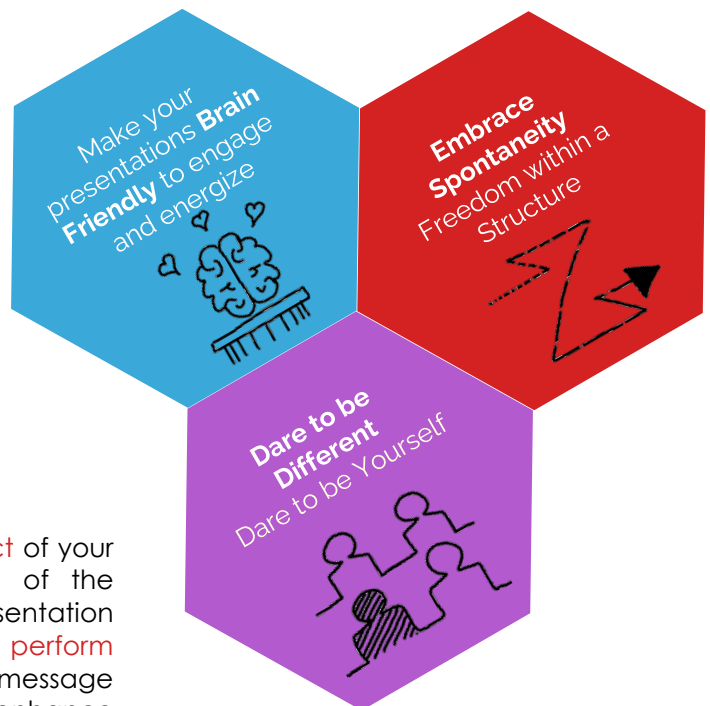 Make your
presentations Brain
Friendly to engage
and energize
Embrace
Spontaneity
Freedom within a
Structure
Dare to be
Different
Dare to be Yourself
of your
of the
perform
message